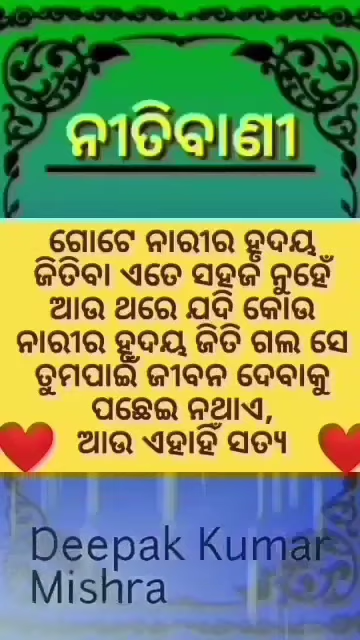 ନୀତିବାଣୀ
ଗୋଟେ ନାରୀର ହୃଦୟ
ଜିତିବା ଏତେ ସହଜ ନୁହେଁ
ଆଉ ଥରେ ଯଦି କୋଉ
ନାରୀର ହୃଦୟ ଜିତି ଗଲ ସେ
ତୁମପାଇଁ ଜୀବନ ଦେବାକୁ
ପଛେଇ ନଥାଏ,
ଆଉ ଏହାହିଁ ସତ୍ୟ
Deepak Kumar
Mishra